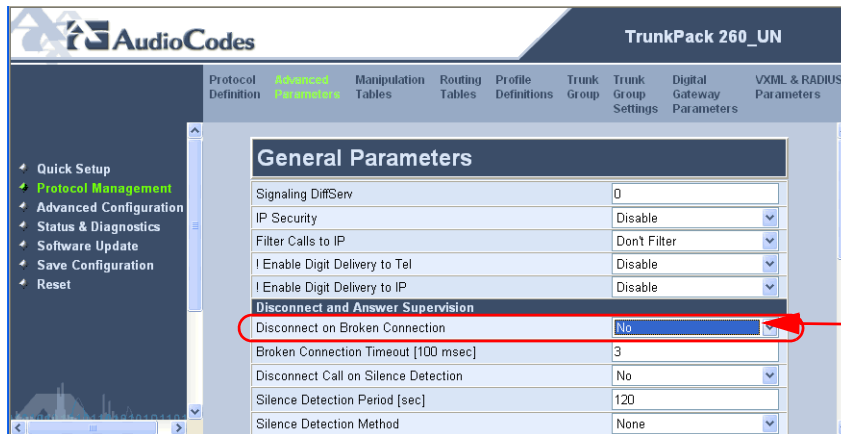 AudioCodes
TrunkPack 260_UN
Protocol Definition
Advanced Parameters
Manipulation Tables
Routing Tables
Profile Definitions
Trunk Group
Trunk Group Settings
Digital Gateway Parameters
VXML & RADIUS Parameters
Quick Setup
Protocol Management
Advanced Configuration
Status & Diagnostics
Software Update
Save Configuration
Reset
General Parameters
Signaling DiffServ 0
IP Security Disable
Filter Calls to IP Don't Filter
! Enable Digit Delivery to Tel Disable
! Enable Digit Delivery to IP Disable
Disconnect and Answer Supervision
Disconnect on Broken Connection No
Broken Connection Timeout [100 msec] 3
Disconnect Call on Silence Detection No
Silence Detection Period [sec] 120
Silence Detection Method None